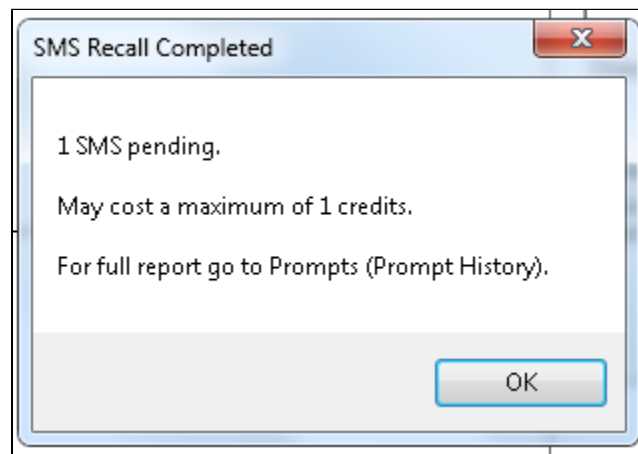 SMS Recall Completed
1 SMS pending.
May cost a maximum of 1 credits.
For full report go to Prompts (Prompt History).
OK